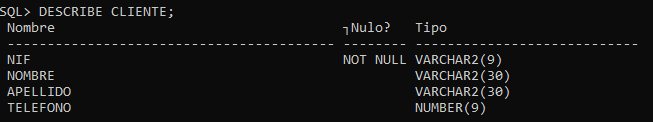 SQL> DESCRIBE CLIENTE;
Nombre ┐Nulo? Tipo
----------------------------------------- -------- ----------------------------
NIF NOT NULL VARCHAR2(9)
NOMBRE VARCHAR2(30)
APELLIDO VARCHAR2(30)
TELEFONO NUMBER(9)